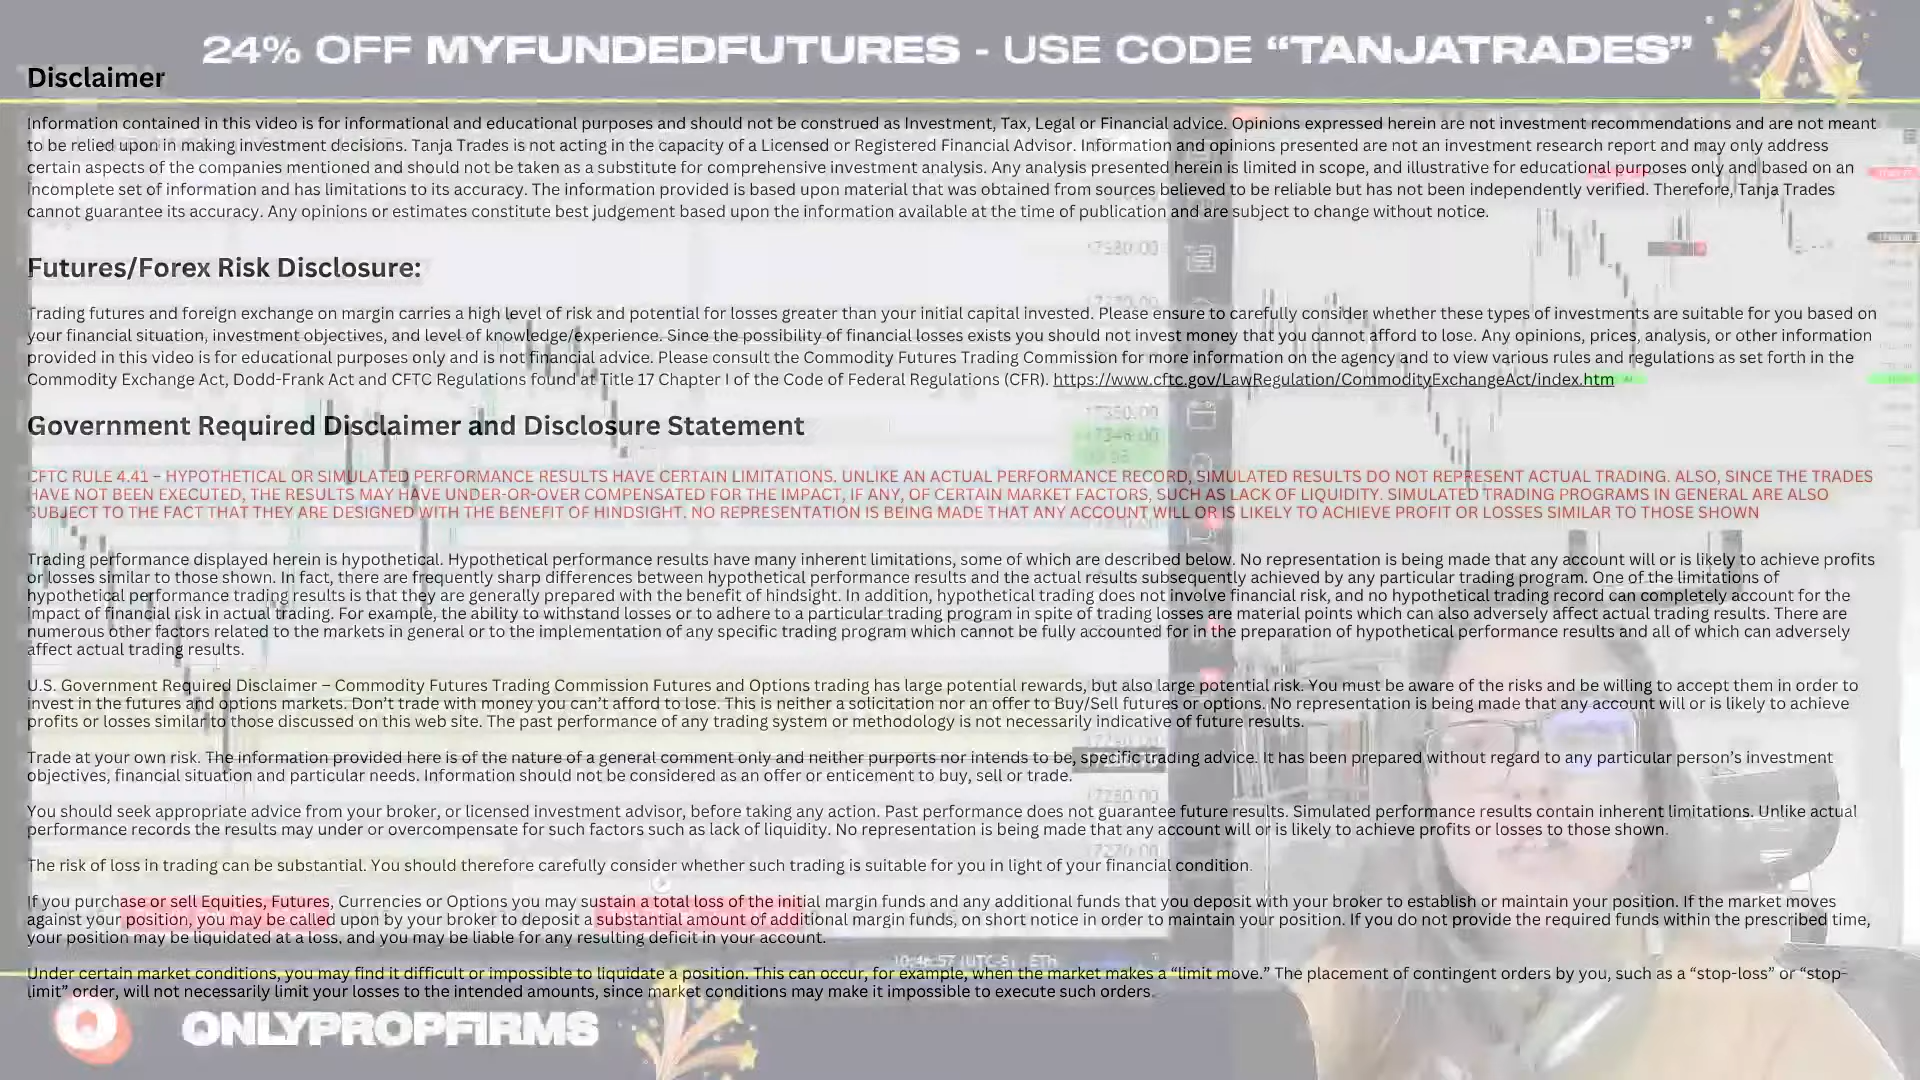 24% OFF MYFUNDEDFUTURES - USE CODE “TANJATRADES”
Disclaimer
Information contained in this video is for informational and educational purposes and should not be construed as Investment, Tax, Legal or Financial advice. Opinions expressed herein are not investment recommendations and are not meant
to be relied upon in making investment decisions. Tanja Trades is not acting in the capacity of a Licensed or Registered Financial Advisor. Information and opinions presented are not an investment research report and may only address
certain aspects of the companies mentioned and should not be taken as a substitute for comprehensive investment analysis. Any analysis presented herein is limited in scope, and illustrative for educational purposes only and based on an
incomplete set of information and has limitations to its accuracy. The information provided is based upon material that was obtained from sources believed to be reliable but has not been independently verified. Therefore, Tanja Trades
cannot guarantee its accuracy. Any opinions or estimates constitute best judgement based upon the information available at the time of publication and are subject to change without notice.
Futures/Forex Risk Disclosure:
Trading futures and foreign exchange on margin carries a high level of risk and potential for losses greater than your initial capital invested. Please ensure to carefully consider whether these types of investments are suitable for you based on
your financial situation, investment objectives, and level of knowledge/experience. Since the possibility of financial losses exists you should not invest money that you cannot afford to lose. Any opinions, prices, analysis, or other information
provided in this video is for educational purposes only and is not financial advice. Please consult the Commodity Futures Trading Commission for more information on the agency and to view various rules and regulations as set forth in the
Commodity Exchange Act, Dodd-Frank Act and CFTC Regulations found at Title 17 Chapter I of the Code of Federal Regulations (CFR). https://www.cftc.gov/LawRegulation/CommodityExchangeAct/index.htm
Government Required Disclaimer and Disclosure Statement
CFTC RULE 4.41 – HYPOTHETICAL OR SIMULATED PERFORMANCE RESULTS HAVE CERTAIN LIMITATIONS. UNLIKE AN ACTUAL PERFORMANCE RECORD, SIMULATED RESULTS DO NOT REPRESENT ACTUAL TRADING. ALSO, SINCE THE TRADES
HAVE NOT BEEN EXECUTED, THE RESULTS MAY HAVE UNDER-OR-OVER COMPENSATED FOR THE IMPACT, IF ANY, OF CERTAIN MARKET FACTORS, SUCH AS LACK OF LIQUIDITY. SIMULATED TRADING PROGRAMS IN GENERAL ARE ALSO
SUBJECT TO THE FACT THAT THEY ARE DESIGNED WITH THE BENEFIT OF HINDSIGHT. NO REPRESENTATION IS BEING MADE THAT ANY ACCOUNT WILL OR IS LIKELY TO ACHIEVE PROFIT OR LOSSES SIMILAR TO THOSE SHOWN
Trading performance displayed herein is hypothetical. Hypothetical performance results have many inherent limitations, some of which are described below. No representation is being made that any account will or is likely to achieve profits
or losses similar to those shown. In fact, there are frequently sharp differences between hypothetical performance results and the actual results subsequently achieved by any particular trading program. One of the limitations of
hypothetical performance trading results is that they are generally prepared with the benefit of hindsight. In addition, hypothetical trading does not involve financial risk, and no hypothetical trading record can completely account for the
impact of financial risk in actual trading. For example, the ability to withstand losses or to adhere to a particular trading program in spite of trading losses are material points which can also adversely affect actual trading results. There are
numerous other factors related to the markets in general or to the implementation of any specific trading program which cannot be fully accounted for in the preparation of hypothetical performance results and all of which can adversely
affect actual trading results.
U.S. Government Required Disclaimer – Commodity Futures Trading Commission Futures and Options trading has large potential rewards, but also large potential risk. You must be aware of the risks and be willing to accept them in order to
invest in the futures and options markets. Don’t trade with money you can’t afford to lose. This is neither a solicitation nor an offer to Buy/Sell futures or options. No representation is being made that any account will or is likely to achieve
profits or losses similar to those discussed on this web site. The past performance of any trading system or methodology is not necessarily indicative of future results.
Trade at your own risk. The information provided here is of the nature of a general comment only and neither purports nor intends to be, specific trading advice. It has been prepared without regard to any particular person’s investment
objectives, financial situation and particular needs. Information should not be considered as an offer or enticement to buy, sell or trade.
You should seek appropriate advice from your broker, or licensed investment advisor, before taking any action. Past performance does not guarantee future results. Simulated performance results contain inherent limitations. Unlike actual
performance records the results may under or overcompensate for such factors such as lack of liquidity. No representation is being made that any account will or is likely to achieve profits or losses to those shown.
The risk of loss in trading can be substantial. You should therefore carefully consider whether such trading is suitable for you in light of your financial condition.
If you purchase or sell Equities, Futures, Currencies or Options you may sustain a total loss of the initial margin funds and any additional funds that you deposit with your broker to establish or maintain your position. If the market moves
against your position, you may be called upon by your broker to deposit a substantial amount of additional margin funds, on short notice in order to maintain your position. If you do not provide the required funds within the prescribed time,
your position may be liquidated at a loss, and you may be liable for any resulting deficit in your account.
10:46:57 (UTC-5) ETH
Under certain market conditions, you may find it difficult or impossible to liquidate a position. This can occur, for example, when the market makes a “limit move.” The placement of contingent orders by you, such as a “stop-loss” or “stop-
limit” order, will not necessarily limit your losses to the intended amounts, since market conditions may make it impossible to execute such orders.
ONLYPROPFIRMS